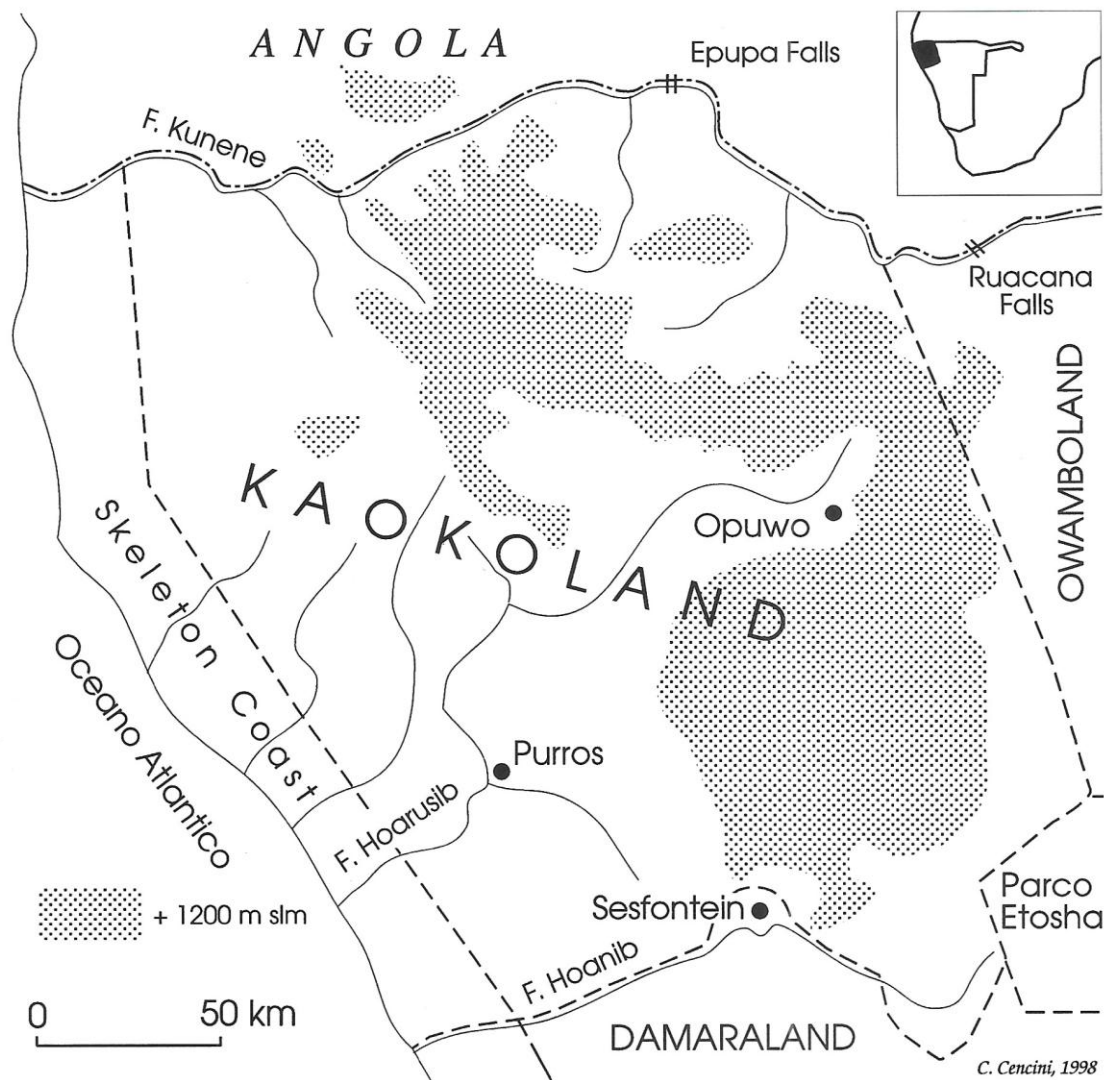 ANGOLA
Epupa Falls
F. Kunene
Ruacana
Falls
OWAMBOLAND
KAOKOLAND
Opuwo
Skeleton Coast
Oceano Atlantico
Purros
F. Hoarusib
+ 1200 m slm
Sesfontein
Parco
Etosha
F. Hoanib
0 50 km
DAMARALAND
C. Cencini, 1998